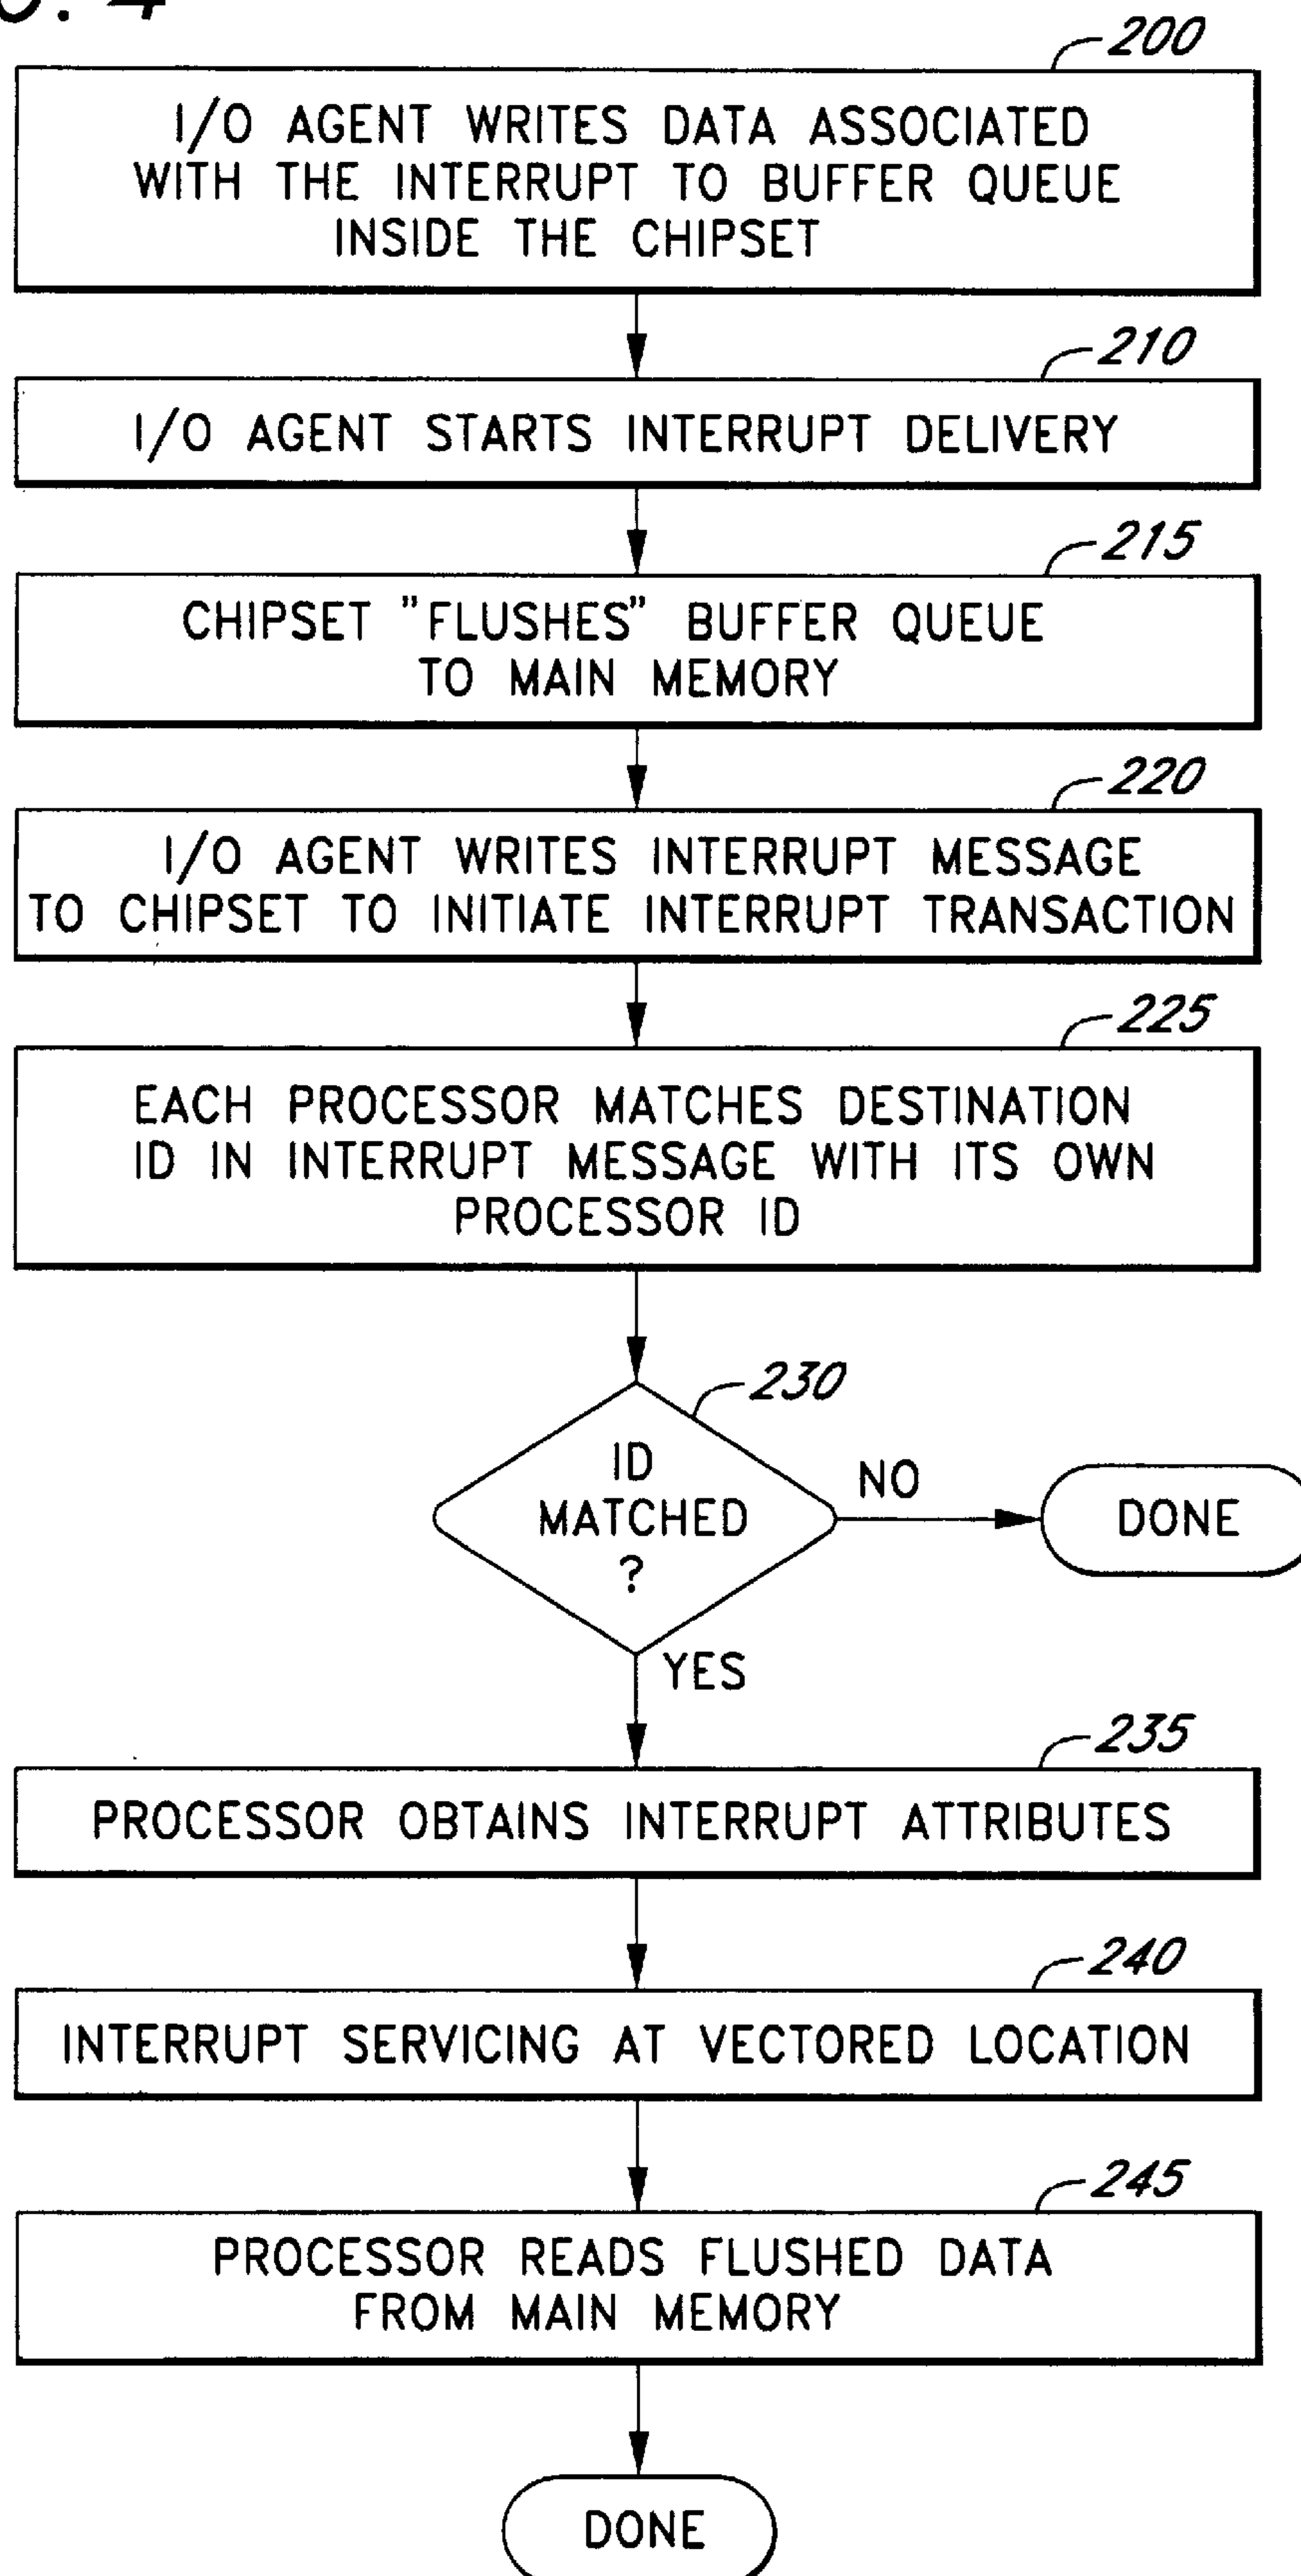 200
I/O AGENT WRITES DATA ASSOCIATED
WITH THE INTERRUPT TO BUFFER QUEUE
INSIDE THE CHIPSET
210
I/O AGENT STARTS INTERRUPT DELIVERY
215
CHIPSET "FLUSHES" BUFFER QUEUE
TO MAIN MEMORY
220
I/O AGENT WRITES INTERRUPT MESSAGE
TO CHIPSET TO INITIATE INTERRUPT TRANSACTION
225
EACH PROCESSOR MATCHES DESTINATION
ID IN INTERRUPT MESSAGE WITH ITS OWN
PROCESSOR ID
230
ID
MATCHED
?
NO
DONE
YES
235
PROCESSOR OBTAINS INTERRUPT ATTRIBUTES
240
INTERRUPT SERVICING AT VECTORED LOCATION
245
PROCESSOR READS FLUSHED DATA
FROM MAIN MEMORY
DONE